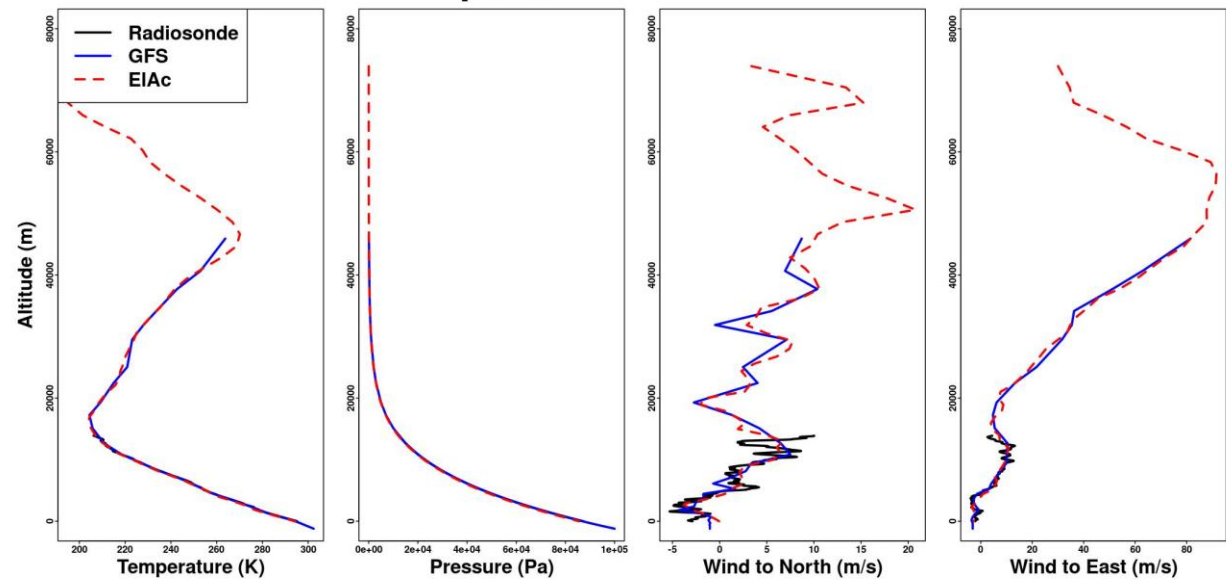 Radiosonde
GFS
EIAc
Altitude (m)
80000
60000
40000
20000
0
200 220 240 260 280 300
Temperature (K)
80000
60000
40000
20000
0
0e+00 2e+04 4e+04 6e+04 8e+04 1e+05
Pressure (Pa)
80000
60000
40000
20000
0
-5 0 5 10 15 20
Wind to North (m/s)
80000
60000
40000
20000
0
0 20 40 60 80
Wind to East (m/s)